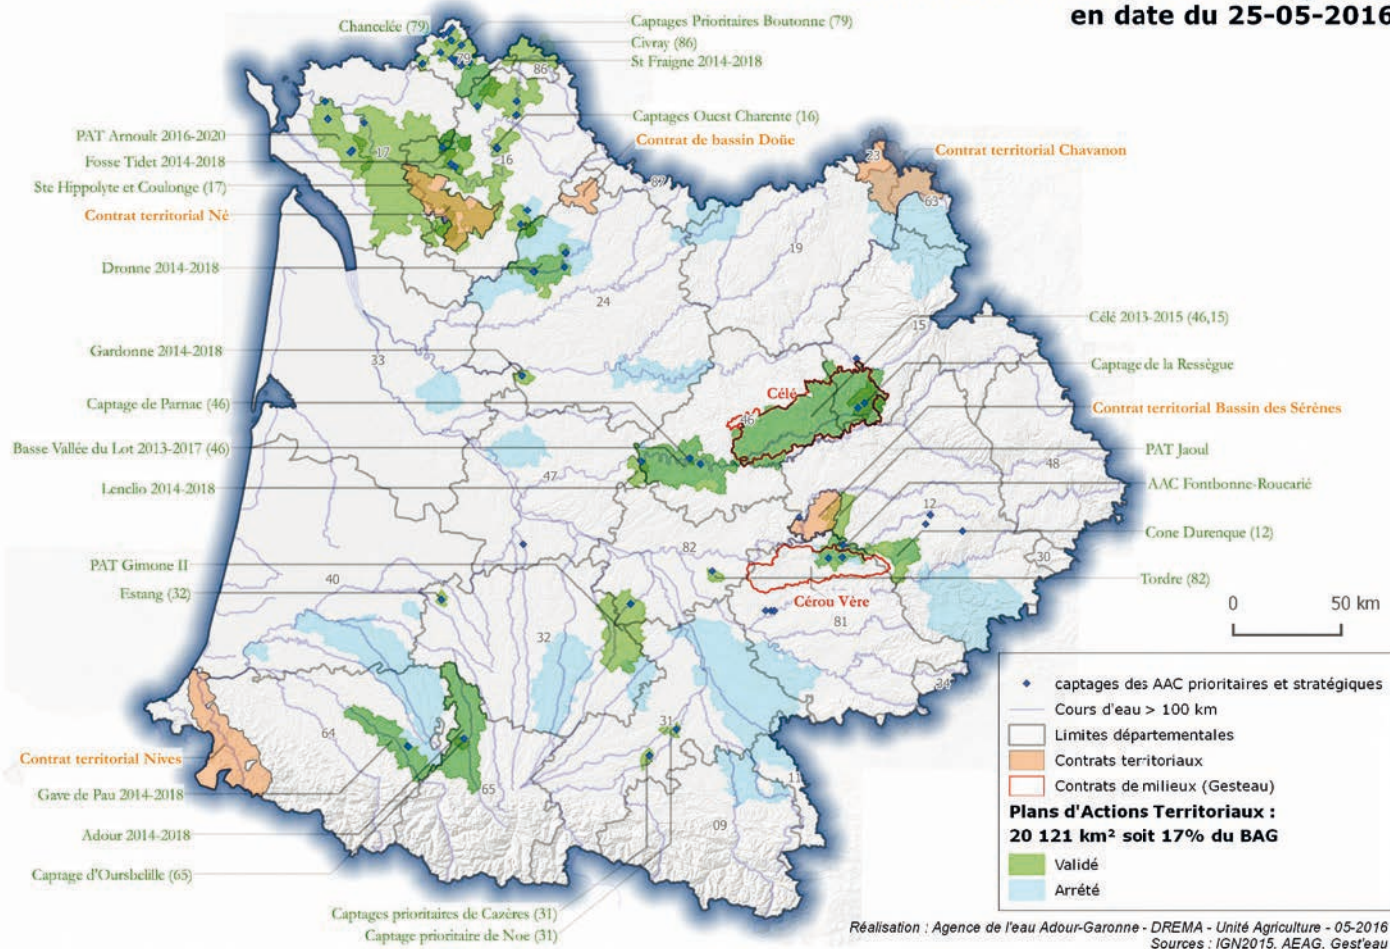 en date du 25-05-2016
Chancelée (79)
Captages Prioritaires Boutonne (79)
Civray (86)
St Fraigne 2014-2018
PAT Arnoult 2016-2020
Captages Ouest Charente (16)
Contrat de bassin Doüe
Fosse Tidet 2014-2018
Contrat territorial Chavanon
Ste Hippolyte et Coulonge (17)
Contrat territorial Né
Dronne 2014-2018
79
86
17
16
87
23
63
19
24
15
33
Célé 2013-2015 (46,15)
Gardonne 2014-2018
Captage de la Ressègue
Captage de Parnac (46)
Célé
46
Contrat territorial Bassin des Sérènes
Basse Vallée du Lot 2013-2017 (46)
PAT Jaoul
Lenclio 2014-2018
47
48
AAC Fontbonne-Roucarié
12
Cone Durenque (12)
82
30
PAT Gimone II
40
Tordre (82)
Estang (32)
Cérou Vère
81
32
34
31
64
65
11
09
Contrat territorial Nives
Gave de Pau 2014-2018
Adour 2014-2018
Captage d'Oursbelille (65)
Captages prioritaires de Cazères (31)
Captage prioritaire de Noe (31)
0 50 km
captages des AAC prioritaires et stratégiques
Cours d'eau > 100 km
Limites départementales
Contrats territoriaux
Contrats de milieu (Gesteau)
Plans d'Actions Territoriaux :
20 121 km² soit 17% du BAG
Validé
Arrété
Réalisation : Agence de l'eau Adour-Garonne - DREMA - Unité Agriculture - 05-2016
Sources : IGN2015, AEAG, Gest'eau